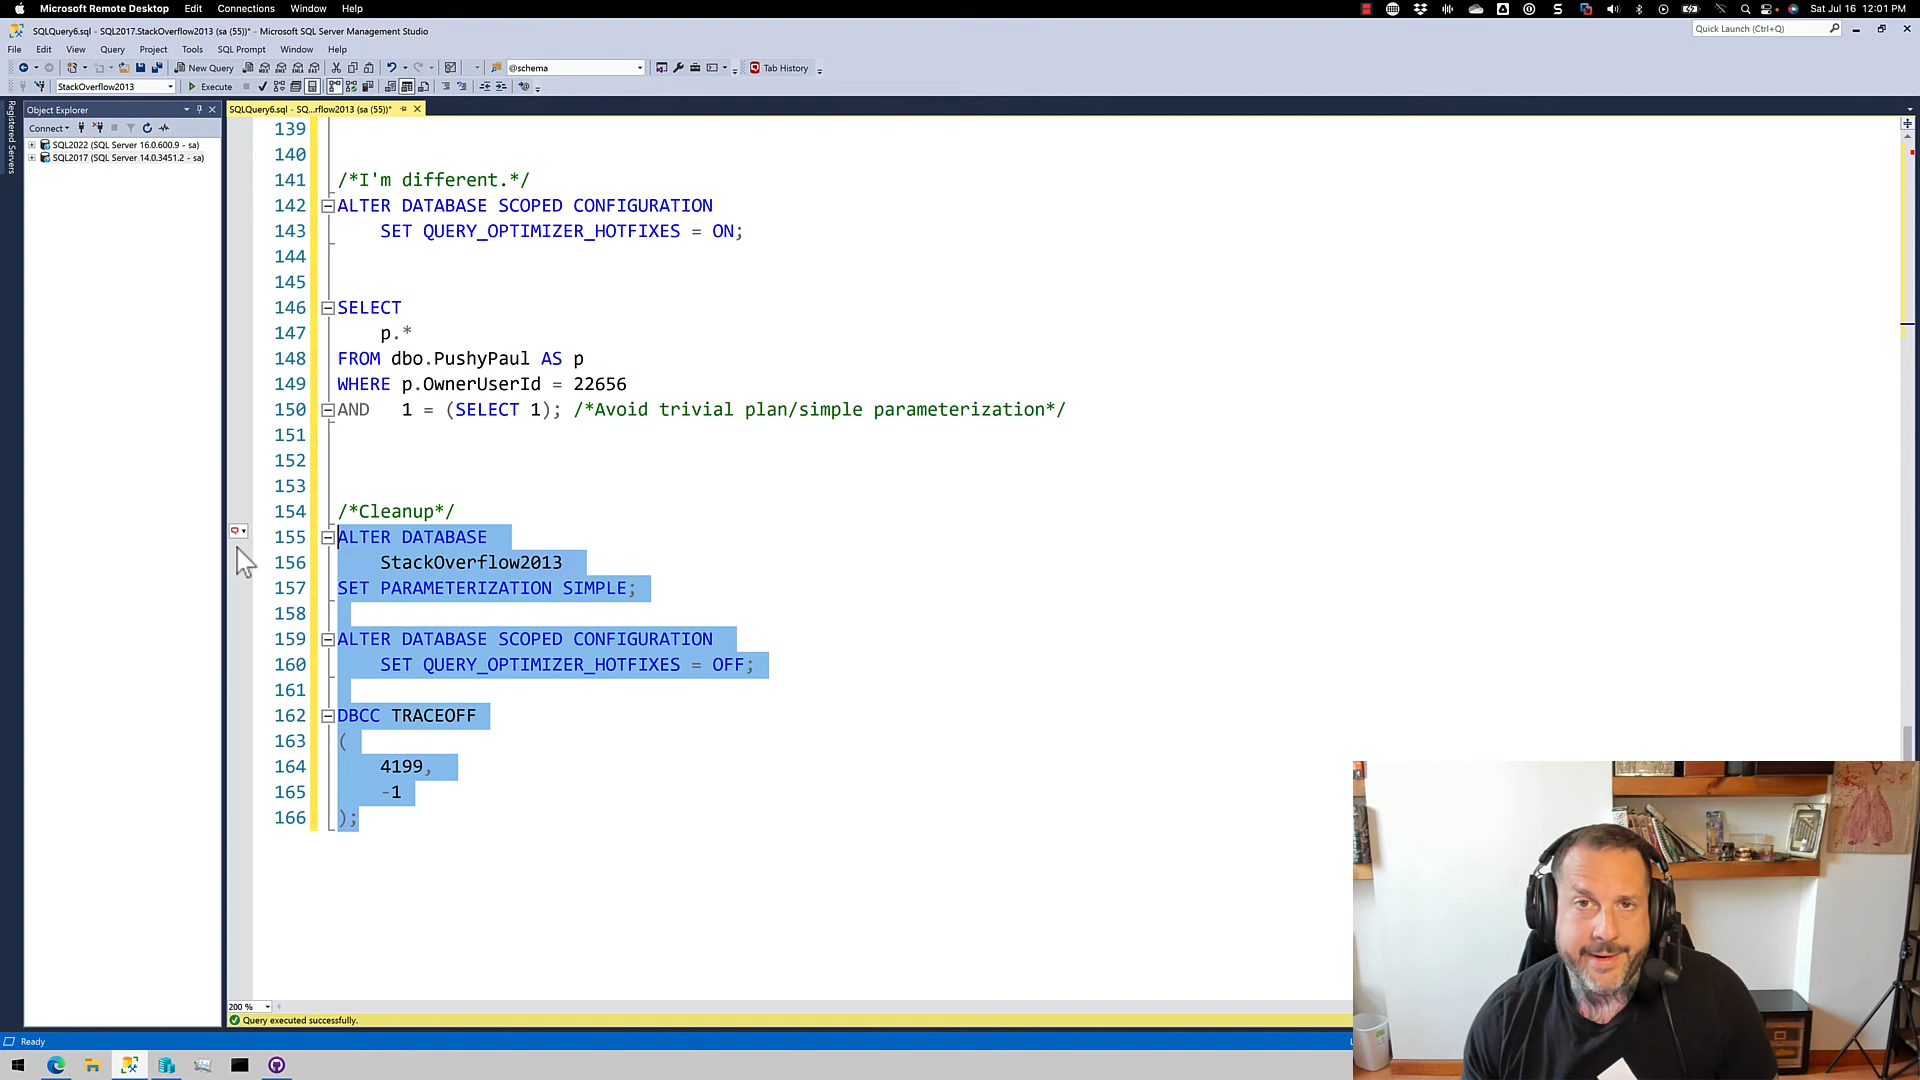 Microsoft Remote Desktop Edit Connections Window Help
Sat Jul 16 12:01 PM
SQLQuery6.sql - SQL2017.StackOverflow2013 (sa (55))* - Microsoft SQL Server Management Studio
Quick Launch (Ctrl+Q)
File Edit View Query Project Tools SQL Prompt Window Help
New Query
@schema
Tab History
StackOverflow2013
Execute
Registered Servers
Object Explorer
SQLQuery6.sql - SQ...rflow2013 (sa (55))*
Connect
SQL2022 (SQL Server 16.0.600.9 - sa)
SQL2017 (SQL Server 14.0.3451.2 - sa)
139
140
141 /*I'm different.*/
142 ALTER DATABASE SCOPED CONFIGURATION
143 SET QUERY_OPTIMIZER_HOTFIXES = ON;
144
145
146 SELECT
147 p.*
148 FROM dbo.PushyPaul AS p
149 WHERE p.OwnerUserId = 22656
150 AND 1 = (SELECT 1); /*Avoid trivial plan/simple parameterization*/
151
152
153
154 /*Cleanup*/
155 ALTER DATABASE
156 StackOverflow2013
157 SET PARAMETERIZATION SIMPLE;
158
159 ALTER DATABASE SCOPED CONFIGURATION
160 SET QUERY_OPTIMIZER_HOTFIXES = OFF;
161
162 DBCC TRACEOFF
163 (
164 4199,
165 -1
166 );
200 %
Query executed successfully.
Ready